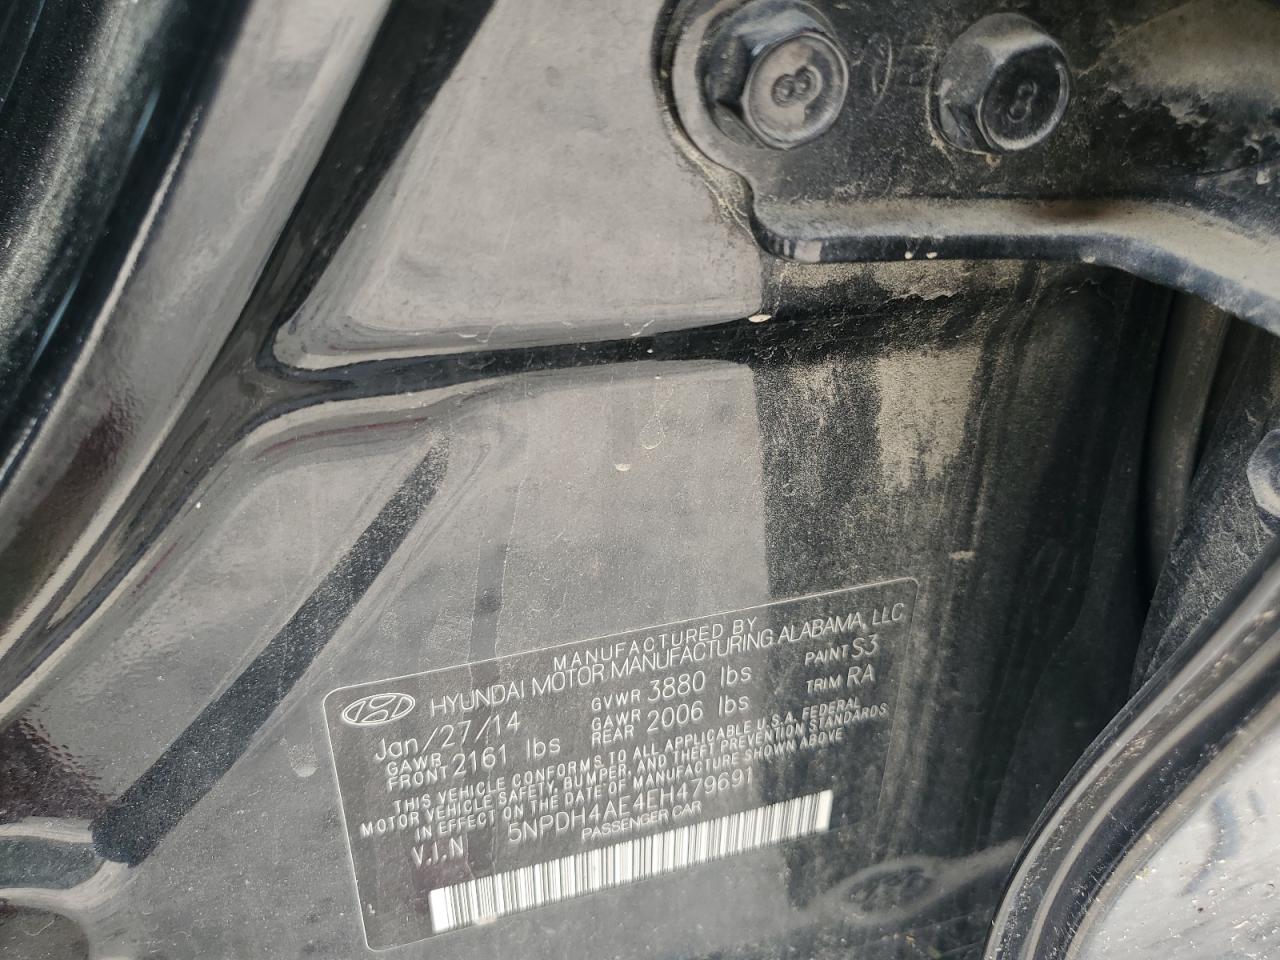 8 8
MANUFACTURED BY
HYUNDAI MOTOR MANUFACTURING ALABAMA, LLC
Jan/27/14 GVWR 3880 lbs PAINT S3
GAWR FRONT 2161 lbs GAWR REAR 2006 lbs TRIM RA
THIS VEHICLE CONFORMS TO ALL APPLICABLE U.S.A. FEDERAL
MOTOR VEHICLE SAFETY, BUMPER, AND THEFT PREVENTION STANDARDS
IN EFFECT ON THE DATE OF MANUFACTURE SHOWN ABOVE
V.I.N 5NPDH4AE4EH479691
PASSENGER CAR